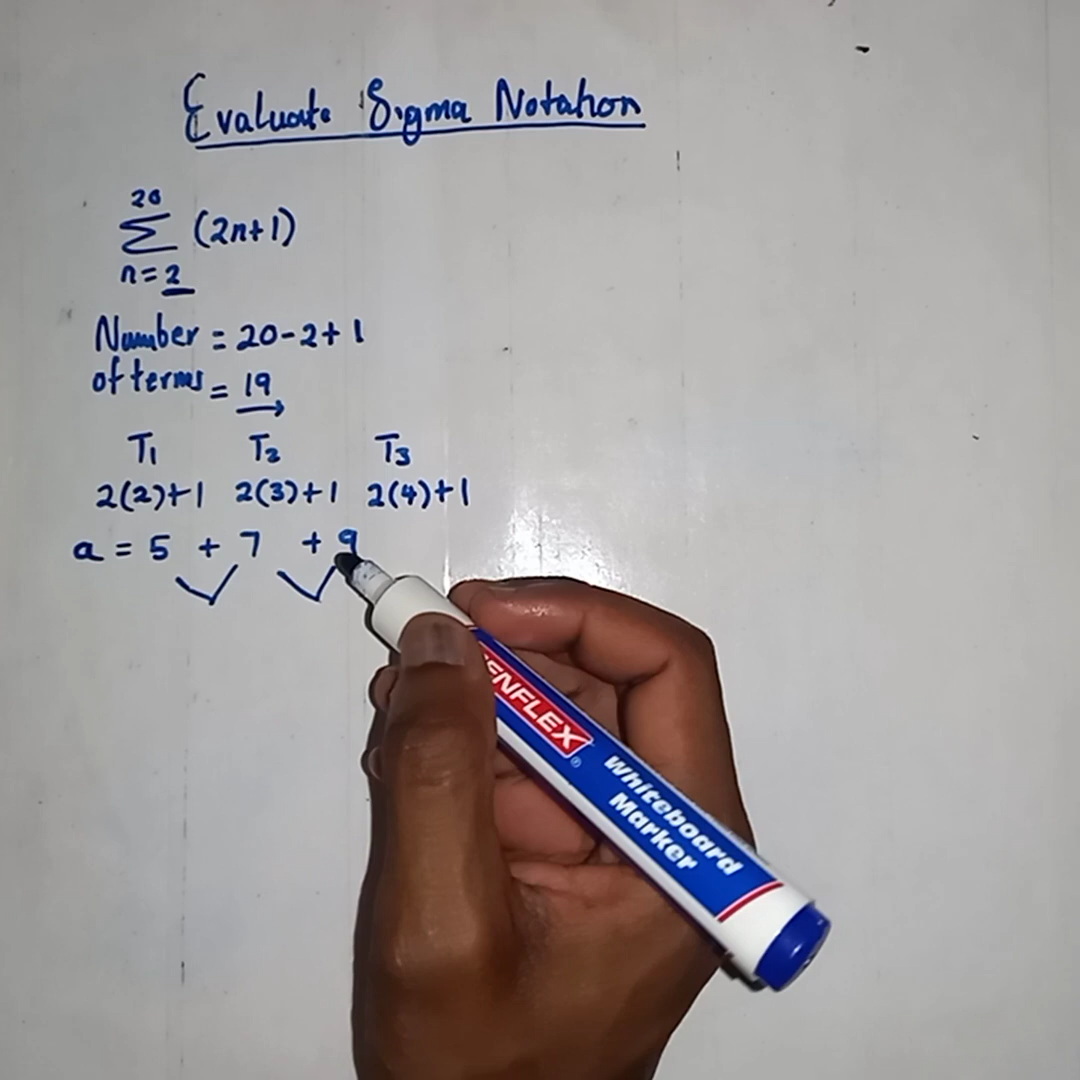 Evaluate Sigma Notation
20
Σ (2n+1)
n=2
Number = 20-2+1
of terms = 19
T1 T2 T3
2(2)+1 2(3)+1 2(4)+1
a = 5 + 7 + 9
Whiteboard
Marker